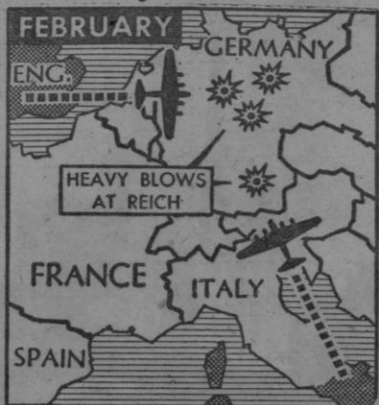 FEBRUARY
GERMANY
ENG.
HEAVY BLOWS
AT REICH
FRANCE
ITALY
SPAIN